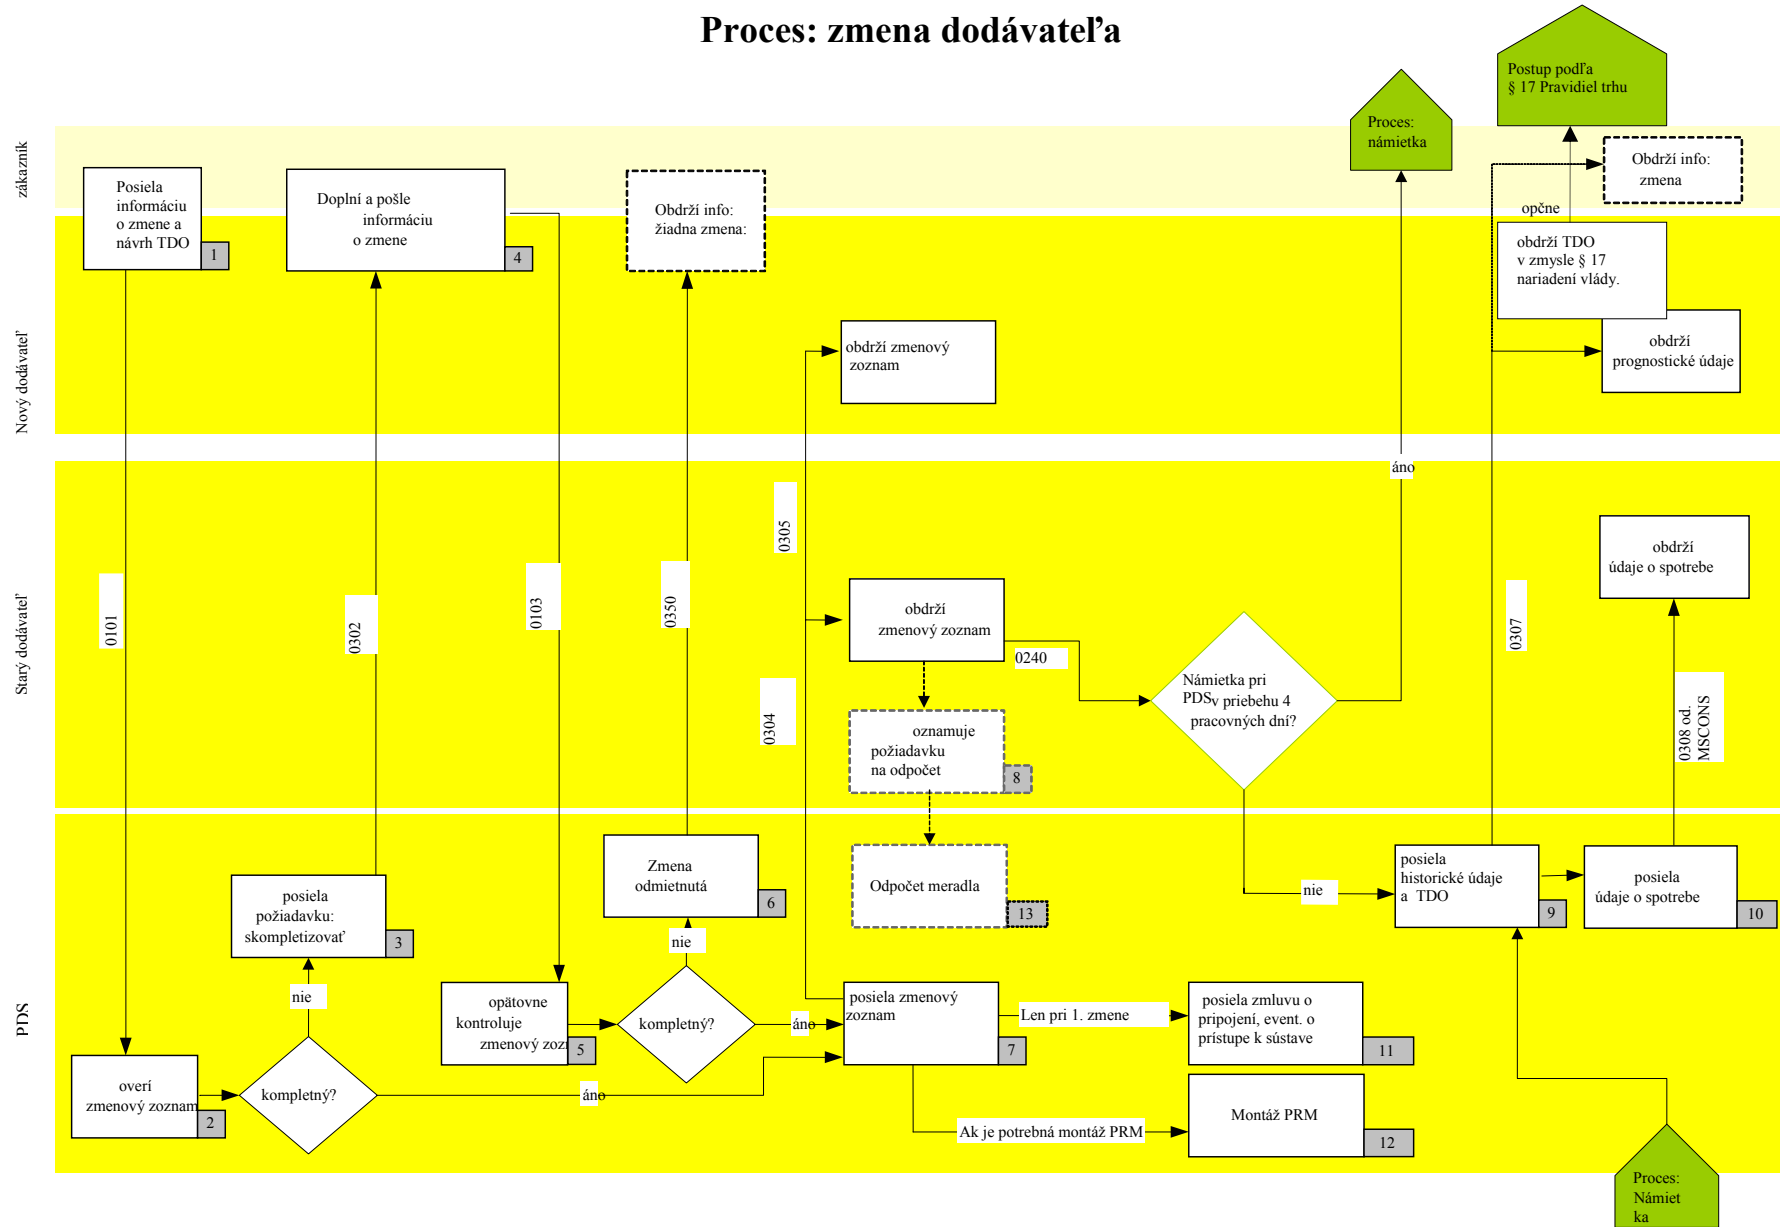 Proces: zmena dodávateľa
Postup podľa
§ 17 Pravidiel trhu
Proces:
námietka
zákazník
Posiela
informáciu
o zmene a
návrh TDO
1
Doplní a pošle
informáciu
o zmene
4
Obdrží info:
žiadna zmena:
Obdrží info:
zmena
opčne
obdrží TDO
v zmysle § 17
nariadení vlády.
Nový dodávateľ
obdrží zmenový
zoznam
obdrží
prognostické údaje
áno
Starý dodávateľ
0101
0302
0103
0350
0305
0304
obdrží
zmenový zoznam
0240
Námietka pri
PDSv priebehu 4
pracovných dní?
0307
obdrží
údaje o spotrebe
0308 od.
MSCONS
oznamuje
požiadavku
na odpočet
8
PDS
posiela
požiadavku:
skompletizovať
3
Zmena
odmietnutá
6
Odpočet meradla
13
nie
posiela
historické údaje
a TDO
9
posiela
údaje o spotrebe
10
nie
nie
opätovne
kontroluje
zmenový zozn
5
kompletný?
áno
posiela zmenový
zoznam
7
Len pri 1. zmene
posiela zmluvu o
pripojení, event. o
prístupe k sústave
11
overí
zmenový zoznam
2
kompletný?
áno
Ak je potrebná montáž PRM
Montáž PRM
12
Proces:
Námiet
ka